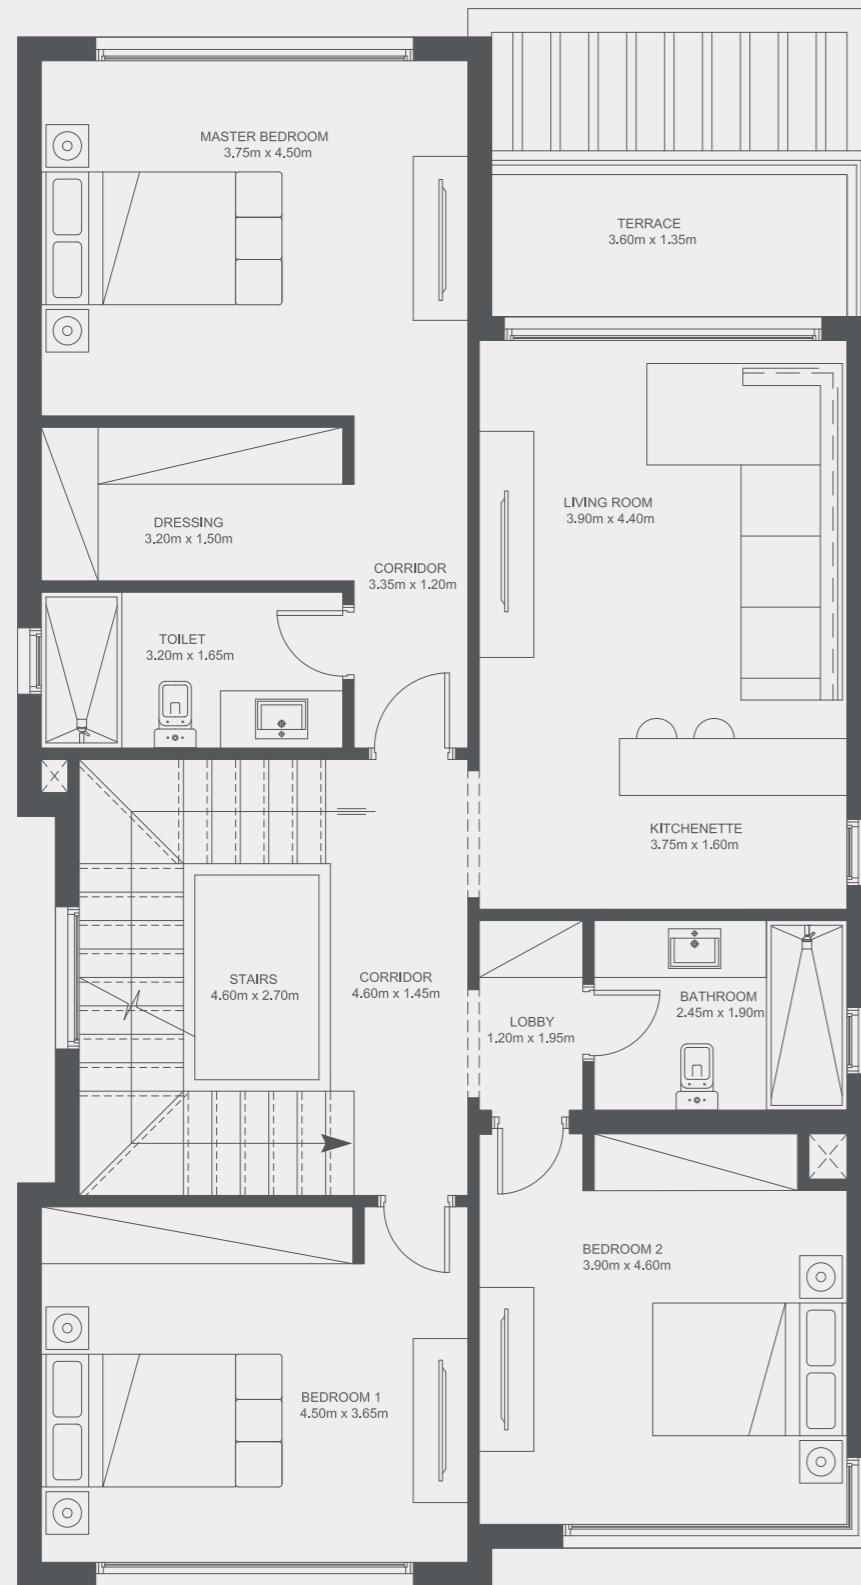 MASTER BEDROOM
3.75m x 4.50m
TERRACE
3.60m x 1.35m
LIVING ROOM
3.90m x 4.40m
DRESSING
3.20m x 1.50m
CORRIDOR
3.35m x 1.20m
TOILET
3.20m x 1.65m
KITCHENETTE
3.75m x 1.60m
STAIRS
4.60m x 2.70m
CORRIDOR
4.60m x 1.45m
LOBBY
1.20m x 1.95m
BATHROOM
2.45m x 1.90m
BEDROOM 2
3.90m x 4.60m
BEDROOM 1
4.50m x 3.65m